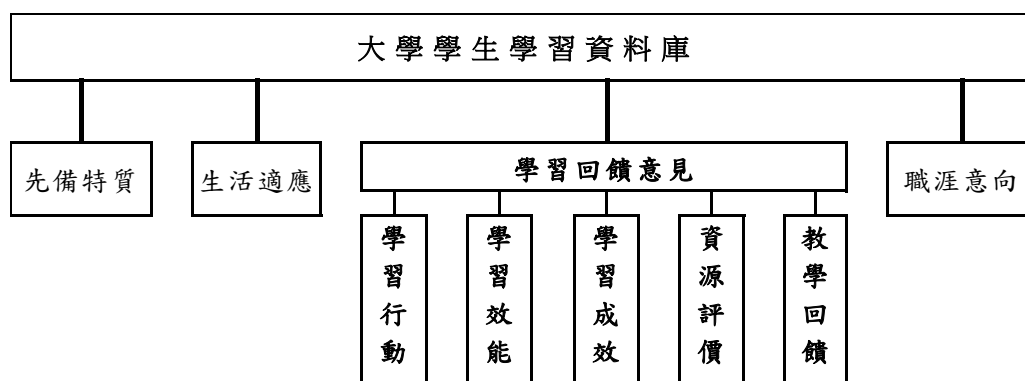 大學學生學習資料庫
先備特質
生活適應
學習回饋意見
職涯意向
學習行動
學習效能
學習成效
資源評價
教學回饋